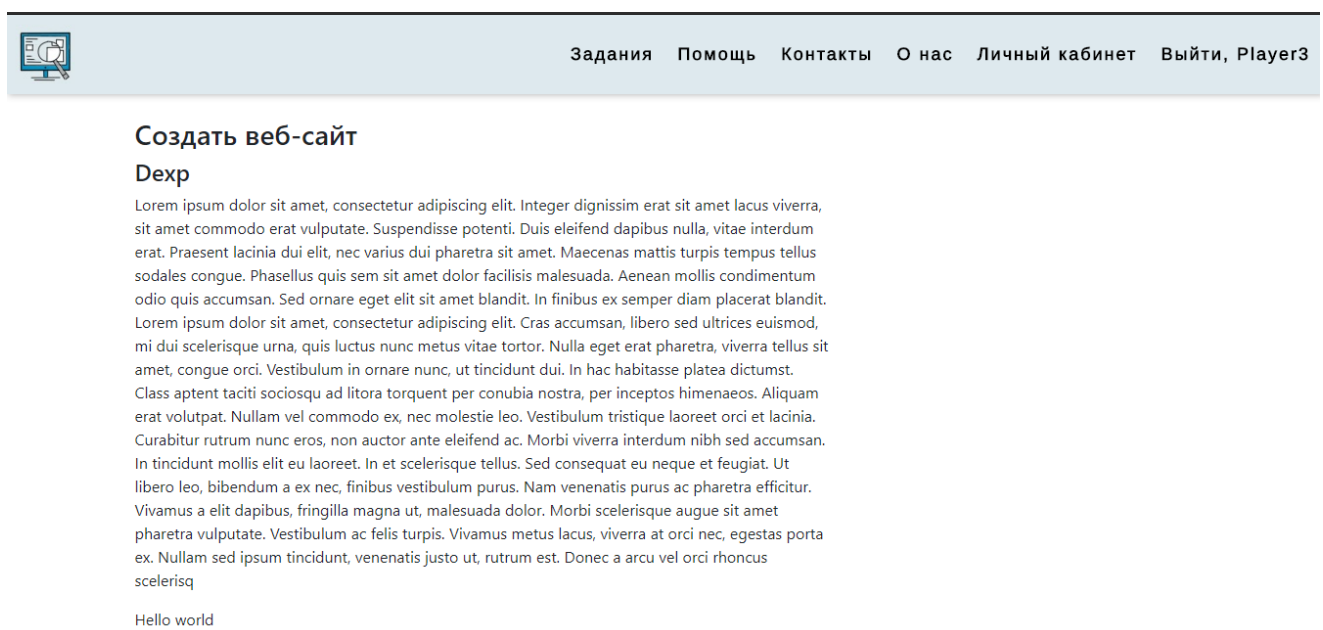 Задания Помощь Контакты О нас Личный кабинет Выйти, Player3
Создать веб-сайт
Dexp
Lorem ipsum dolor sit amet, consectetur adipiscing elit. Integer dignissim erat sit amet lacus viverra,
sit amet commodo erat vulputate. Suspendisse potenti. Duis eleifend dapibus nulla, vitae interdum
erat. Praesent lacinia dui elit, nec varius dui pharetra sit amet. Maecenas mattis turpis tempus tellus
sodales congue. Phasellus quis sem sit amet dolor facilisis malesuada. Aenean mollis condimentum
odio quis accumsan. Sed ornare eget elit sit amet blandit. In finibus ex semper diam placerat blandit.
Lorem ipsum dolor sit amet, consectetur adipiscing elit. Cras accumsan, libero sed ultrices euismod,
mi dui scelerisque urna, quis luctus nunc metus vitae tortor. Nulla eget erat pharetra, viverra tellus sit
amet, congue orci. Vestibulum in ornare nunc, ut tincidunt dui. In hac habitasse platea dictumst.
Class aptent taciti sociosqu ad litora torquent per conubia nostra, per inceptos himenaeos. Aliquam
erat volutpat. Nullam vel commodo ex, nec molestie leo. Vestibulum tristique laoreet orci et lacinia.
Curabitur rutrum nunc eros, non auctor ante eleifend ac. Morbi viverra interdum nibh sed accumsan.
In tincidunt mollis elit eu laoreet. In et scelerisque tellus. Sed consequat eu neque et feugiat. Ut
libero leo, bibendum a ex nec, finibus vestibulum purus. Nam venenatis purus ac pharetra efficitur.
Vivamus a elit dapibus, fringilla magna ut, malesuada dolor. Morbi scelerisque augue sit amet
pharetra vulputate. Vestibulum ac felis turpis. Vivamus metus lacus, viverra at orci nec, egestas porta
ex. Nullam sed ipsum tincidunt, venenatis justo ut, rutrum est. Donec a arcu vel orci rhoncus
scelerisq
Hello world